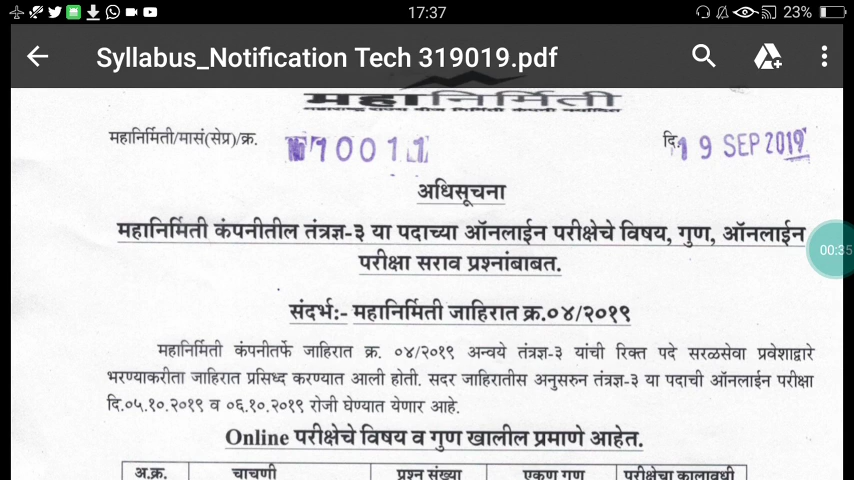 17:37
23%
Syllabus_Notification Tech 319019.pdf
महानिर्मिती
महानिर्मिती/मासं(सेप्र)/क्र. 10011 दि. 19 SEP 2019
अधिसूचना
महानिर्मिती कंपनीतील तंत्रज्ञ-३ या पदाच्या ऑनलाईन परीक्षेचे विषय, गुण, ऑनलाईन
परीक्षा सराव प्रश्नांबाबत.
00:35
संदर्भ:- महानिर्मिती जाहिरात क्र.०४/२०१९
महानिर्मिती कंपनीतर्फे जाहिरात क्र. ०४/२०१९ अन्वये तंत्रज्ञ-३ यांची रिक्त पदे सरळसेवा प्रवेशाद्वारे
भरण्याकरीता जाहिरात प्रसिध्द करण्यात आली होती. सदर जाहिरातीस अनुसरुन तंत्रज्ञ-३ या पदाची ऑनलाईन परीक्षा
दि.०५.१०.२०१९ व ०६.१०.२०१९ रोजी घेण्यात येणार आहे.
Online परीक्षेचे विषय व गुण खालील प्रमाणे आहेत.
अ.क्र. चाचणी प्रश्न संख्या एकूण गुण परीक्षेचा कालावधी